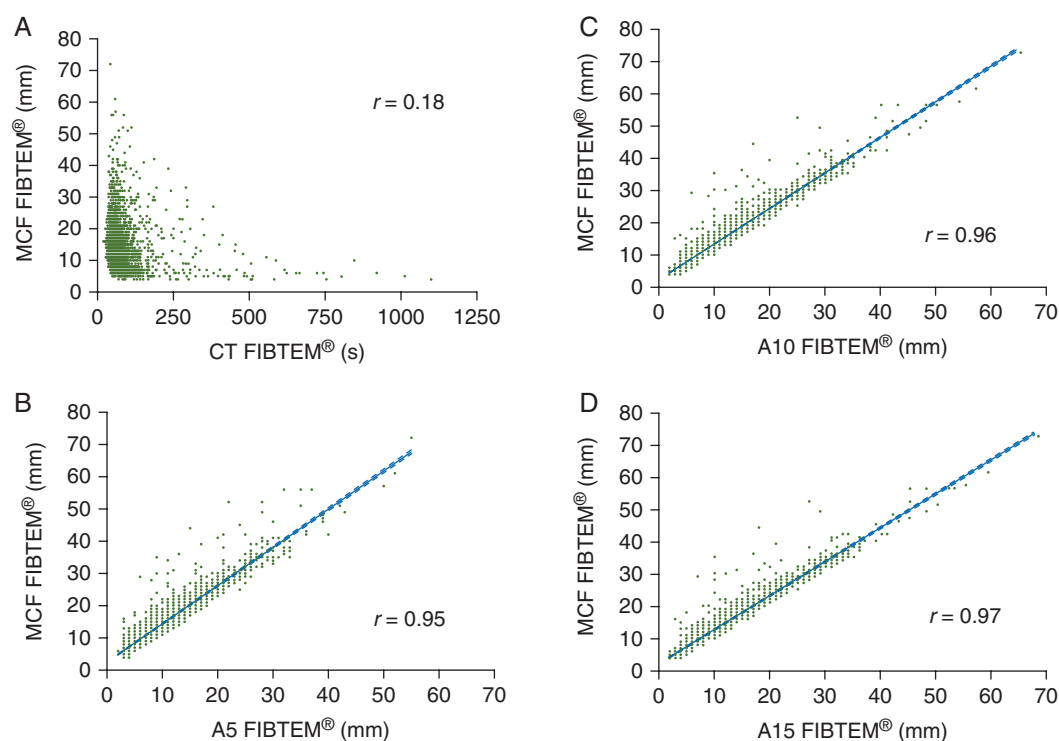 A
MCF FIBTEM® (mm)
80
70
60
50
40
30
20
10
0
r = 0.18
0 250 500 750 1000 1250
CT FIBTEM® (s)
B
MCF FIBTEM® (mm)
80
70
60
50
40
30
20
10
0
r = 0.95
0 10 20 30 40 50 60 70
A5 FIBTEM® (mm)
C
MCF FIBTEM® (mm)
80
70
60
50
40
30
20
10
0
r = 0.96
0 10 20 30 40 50 60 70
A10 FIBTEM® (mm)
D
MCF FIBTEM® (mm)
80
70
60
50
40
30
20
10
0
r = 0.97
0 10 20 30 40 50 60 70
A15 FIBTEM® (mm)